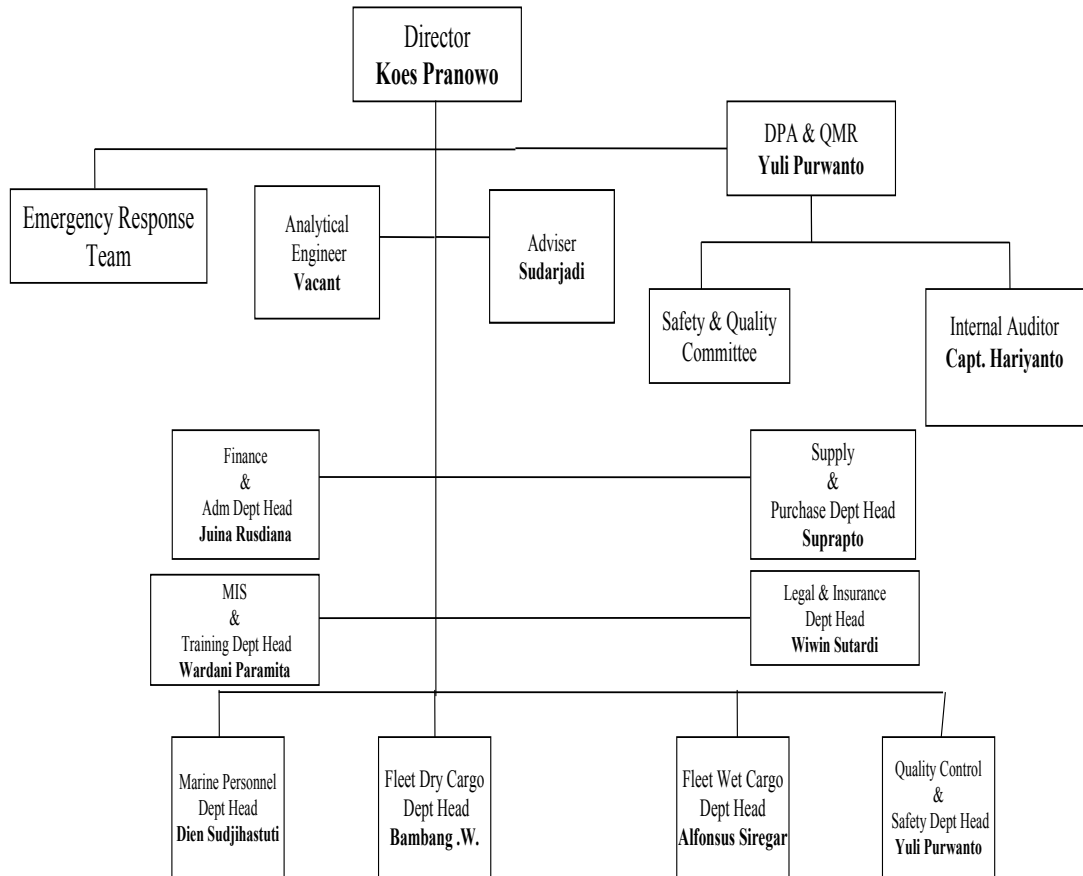 Director
Koes Pranowo
DPA & QMR
Yuli Purwanto
Emergency Response
Team
Analytical
Engineer
Vacant
Adviser
Sudarjadi
Safety & Quality
Committee
Internal Auditor
Capt. Hariyanto
Finance
&
Adm Dept Head
Juina Rusdiana
Supply
&
Purchase Dept Head
Suprapto
MIS
&
Training Dept Head
Wardani Paramita
Legal & Insurance
Dept Head
Wiwin Sutardi
Marine Personnel
Dept Head
Dien Sudjihastuti
Fleet Dry Cargo
Dept Head
Bambang .W.
Fleet Wet Cargo
Dept Head
Alfonsus Siregar
Quality Control
&
Safety Dept Head
Yuli Purwanto